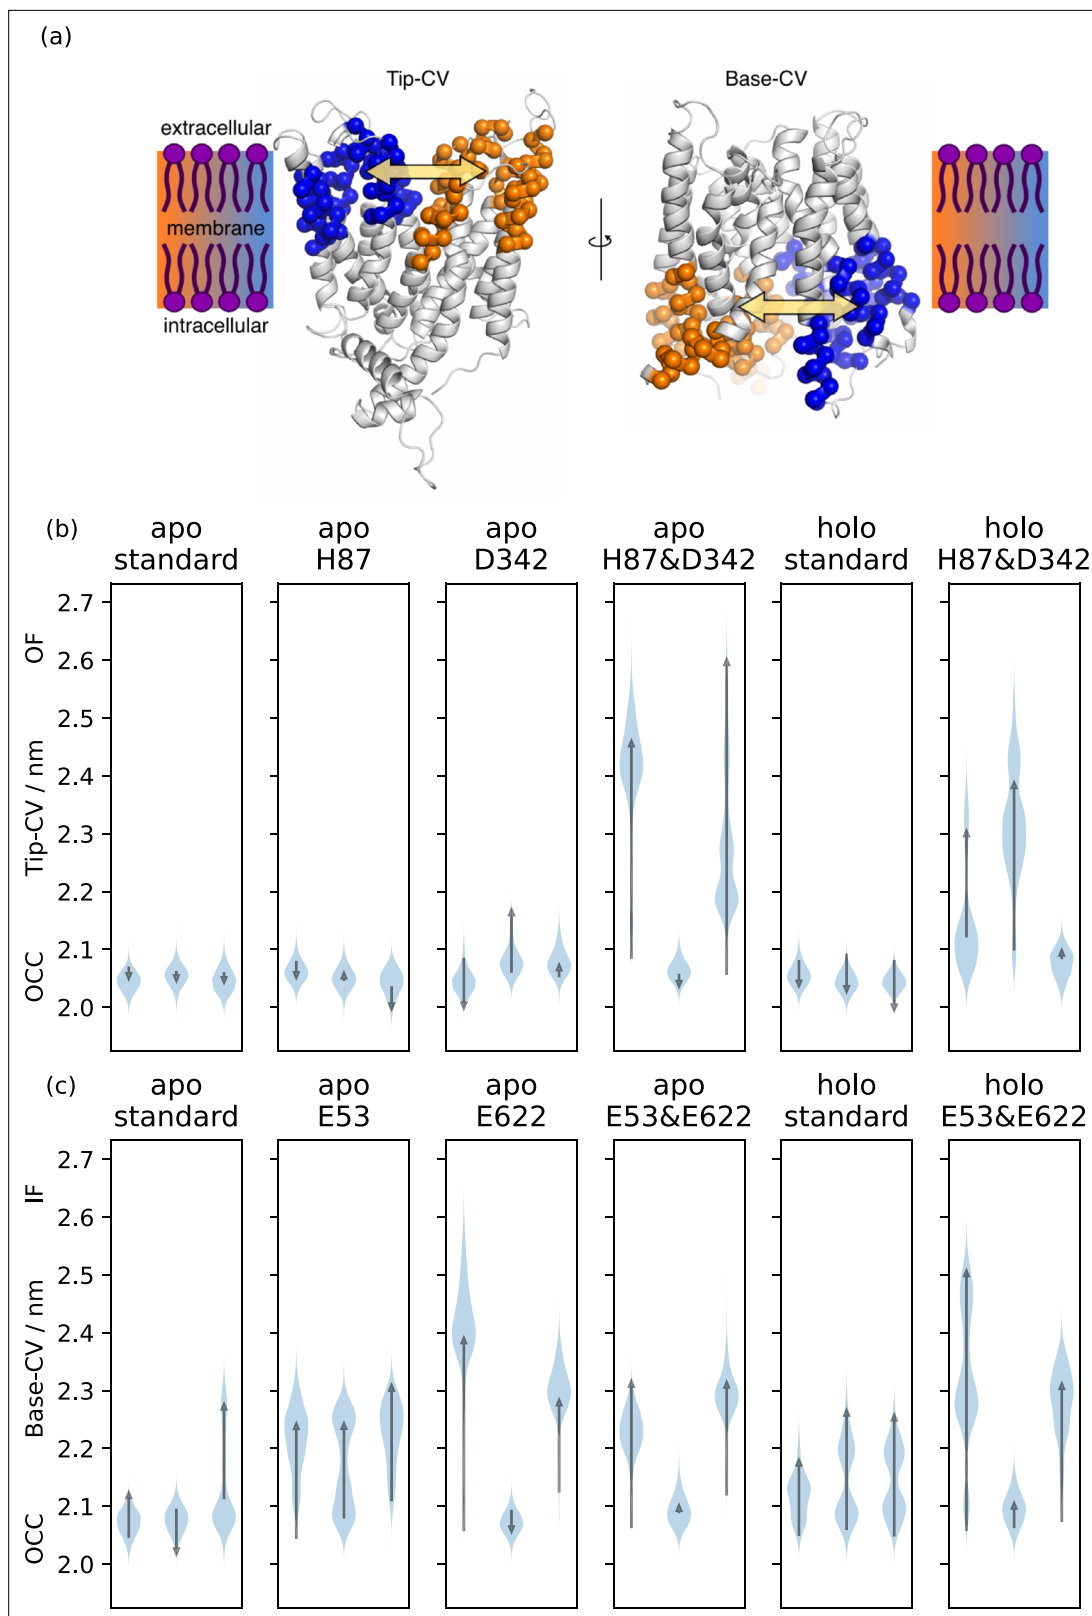 (a)
Tip-CV
Base-CV
extracellular
membrane
intracellular
(b)
apo
standard
apo
H87
apo
D342
apo
H87&D342
holo
standard
holo
H87&D342
OF
Tip-CV / nm
OCC
2.7
2.6
2.5
2.4
2.3
2.2
2.1
2.0
(c)
apo
standard
apo
E53
apo
E622
apo
E53&E622
holo
standard
holo
E53&E622
IF
Base-CV / nm
OCC
2.7
2.6
2.5
2.4
2.3
2.2
2.1
2.0